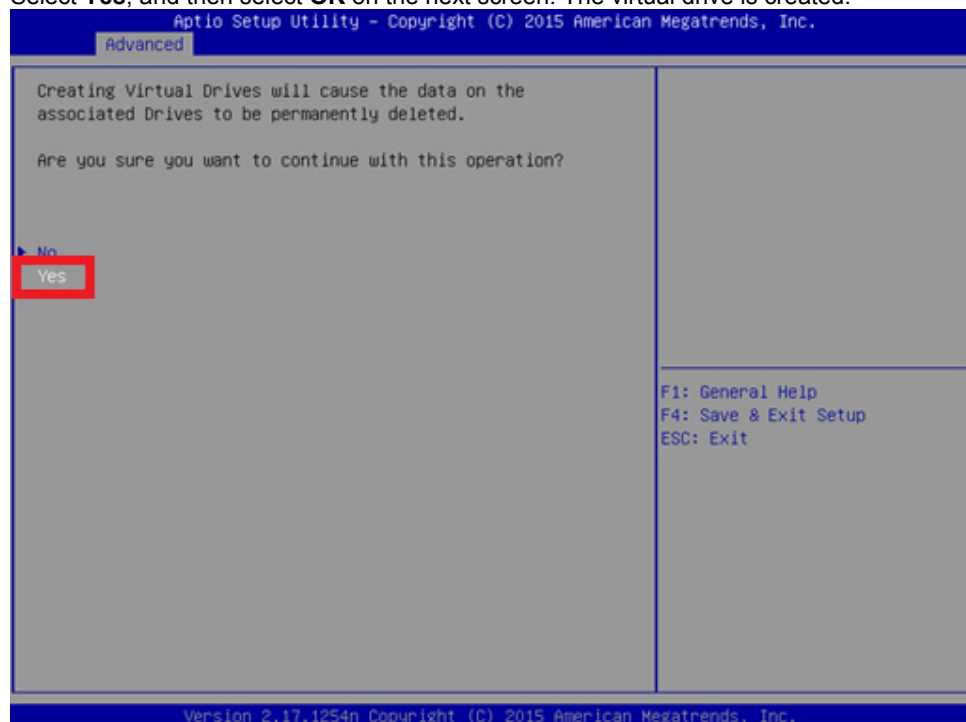 Select Yes, and then select OK on the next screen. The virtual drive is created.
Aptio Setup Utility – Copyright (C) 2015 American Megatrends, Inc.
Advanced
Creating Virtual Drives will cause the data on the
associated Drives to be permanently deleted.
Are you sure you want to continue with this operation?
No
Yes
F1: General Help
F4: Save & Exit Setup
ESC: Exit
Version 2.17.1254n Copyright (C) 2015 American Megatrends, Inc.